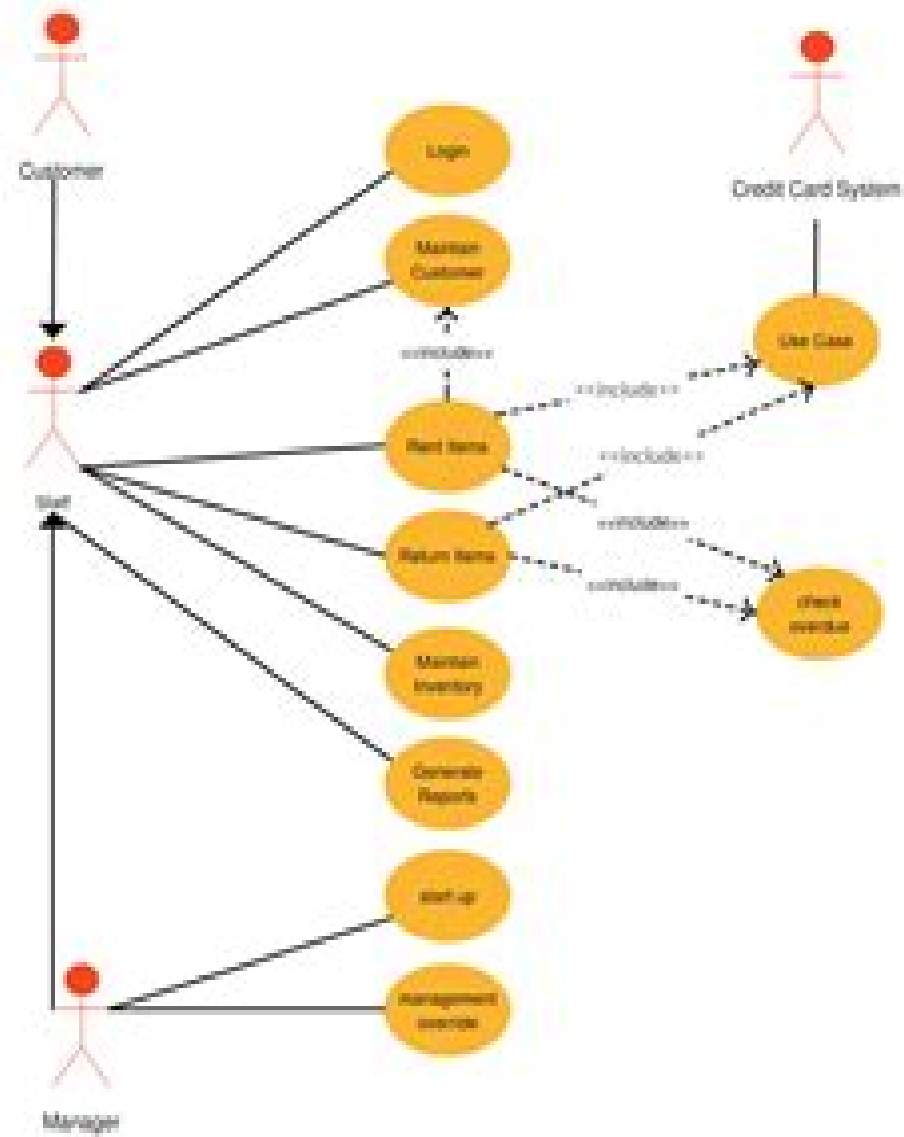 Customer
Credit Card System
Login
Maintain
Customer
<<include>>
Use Case
<<include>>
Rent Items
<<include>>
Staff
<<include>>
Return Items
<<include>>
check
overdue
Maintain
Inventory
Generate
Reports
start up
management
override
Manager